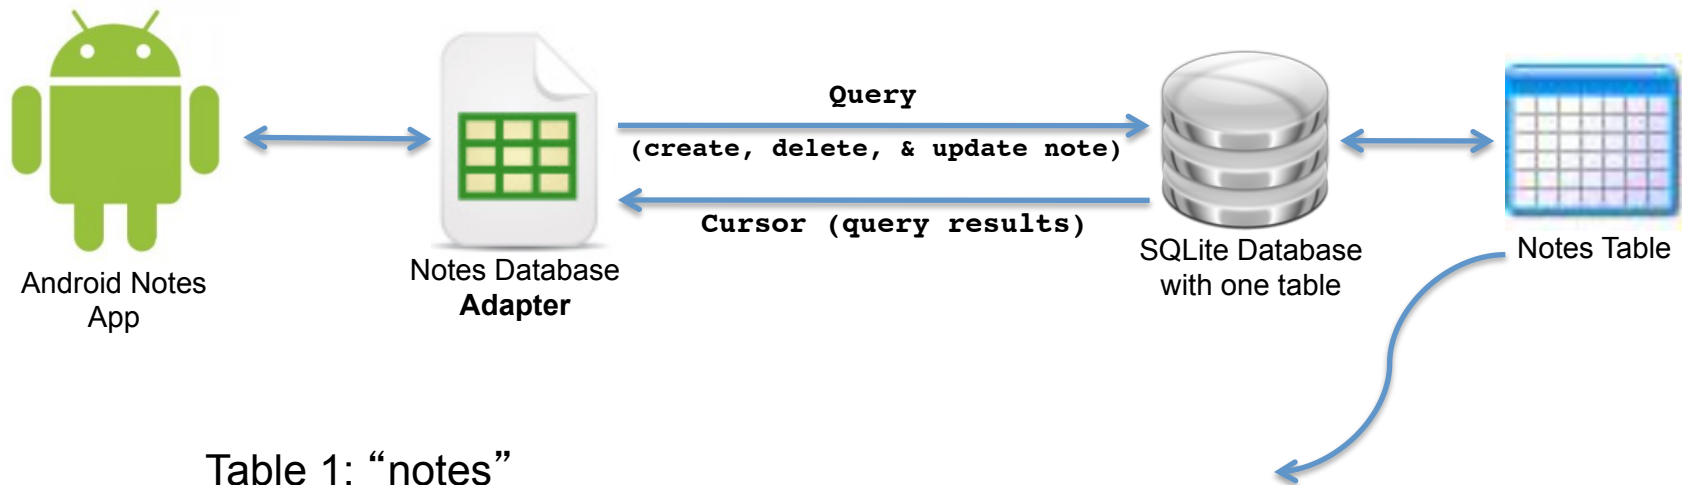 Query
(create, delete, & update note)
Cursor (query results)
Android Notes
App
Notes Database
Adapter
SQLite Database
with one table
Notes Table
Table 1: “notes”